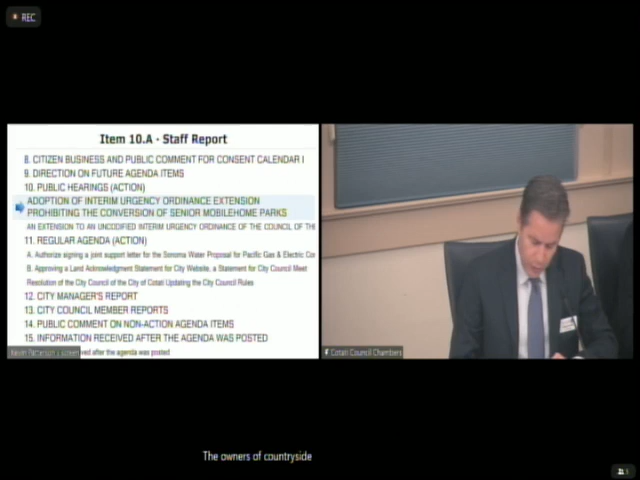 REC
Item 10.A - Staff Report
8. CITIZEN BUSINESS AND PUBLIC COMMENT FOR CONSENT CALENDAR I
9. DIRECTION ON FUTURE AGENDA ITEMS
10. PUBLIC HEARINGS (ACTION)
ADOPTION OF INTERIM URGENCY ORDINANCE EXTENSION
PROHIBITING THE CONVERSION OF SENIOR MOBILEHOME PARKS
AN EXTENSION TO AN UNCODIFIED INTERIM URGENCY ORDINANCE OF THE COUNCIL OF TH
11. REGULAR AGENDA (ACTION)
A. Authorize signing a joint support letter for the Sonoma Water Proposal for Pacific Gas & Electric Cor
B. Approving a Land Acknowledgment Statement for City Website, a Statement for City Council Meet
Resolution of the City Council of the City of Cotati Updating the City Council Rules
12. CITY MANAGER'S REPORT
13. CITY COUNCIL MEMBER REPORTS
14. PUBLIC COMMENT ON NON-ACTION AGENDA ITEMS
15. INFORMATION RECEIVED AFTER THE AGENDA WAS POSTED
Kevin Patterson ved after the agenda was posted
Cotati Council Chambers
The owners of countryside